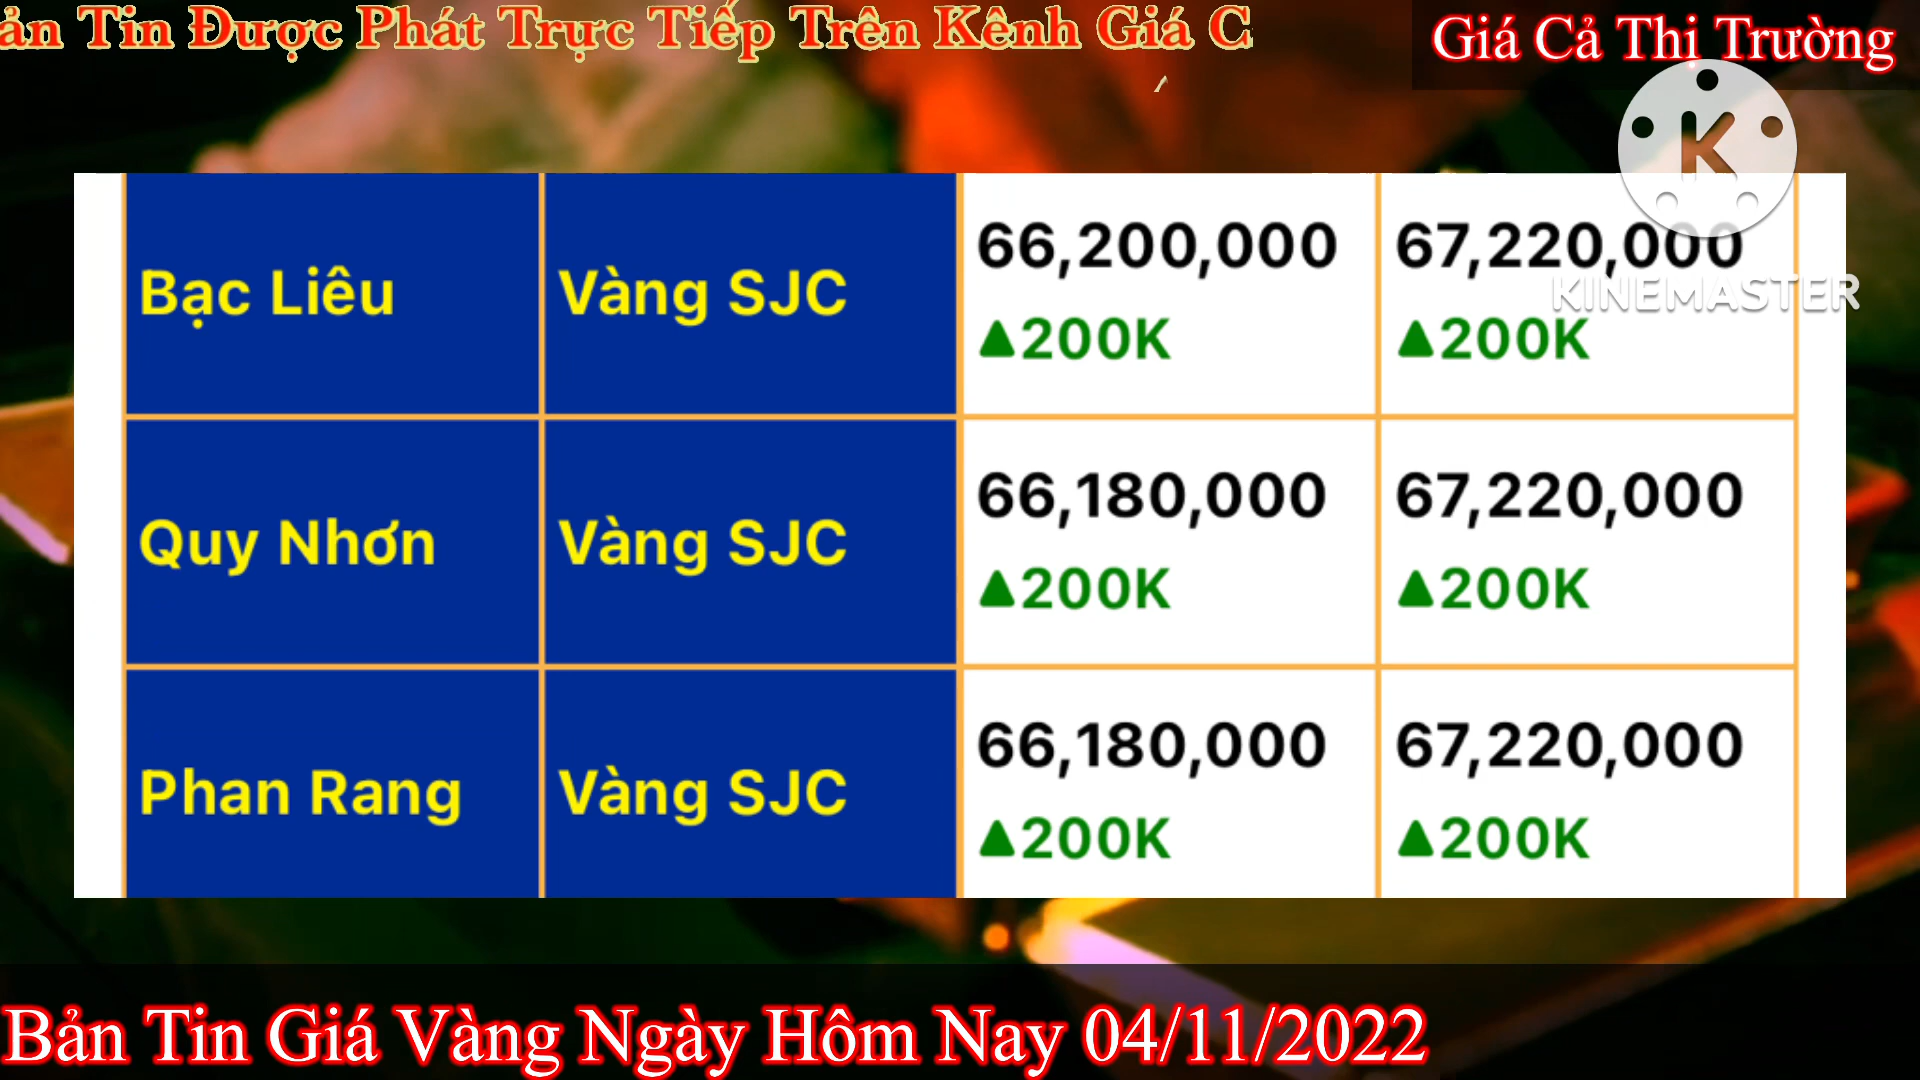 ản Tin Được Phát Trực Tiếp Trên Kênh Giá C
Giá Cả Thị Trường
K
KINEMASTER
Bạc Liêu Vàng SJC 66,200,000 67,220,000
▲200K ▲200K
Quy Nhơn Vàng SJC 66,180,000 67,220,000
▲200K ▲200K
Phan Rang Vàng SJC 66,180,000 67,220,000
▲200K ▲200K
Bản Tin Giá Vàng Ngày Hôm Nay 04/11/2022